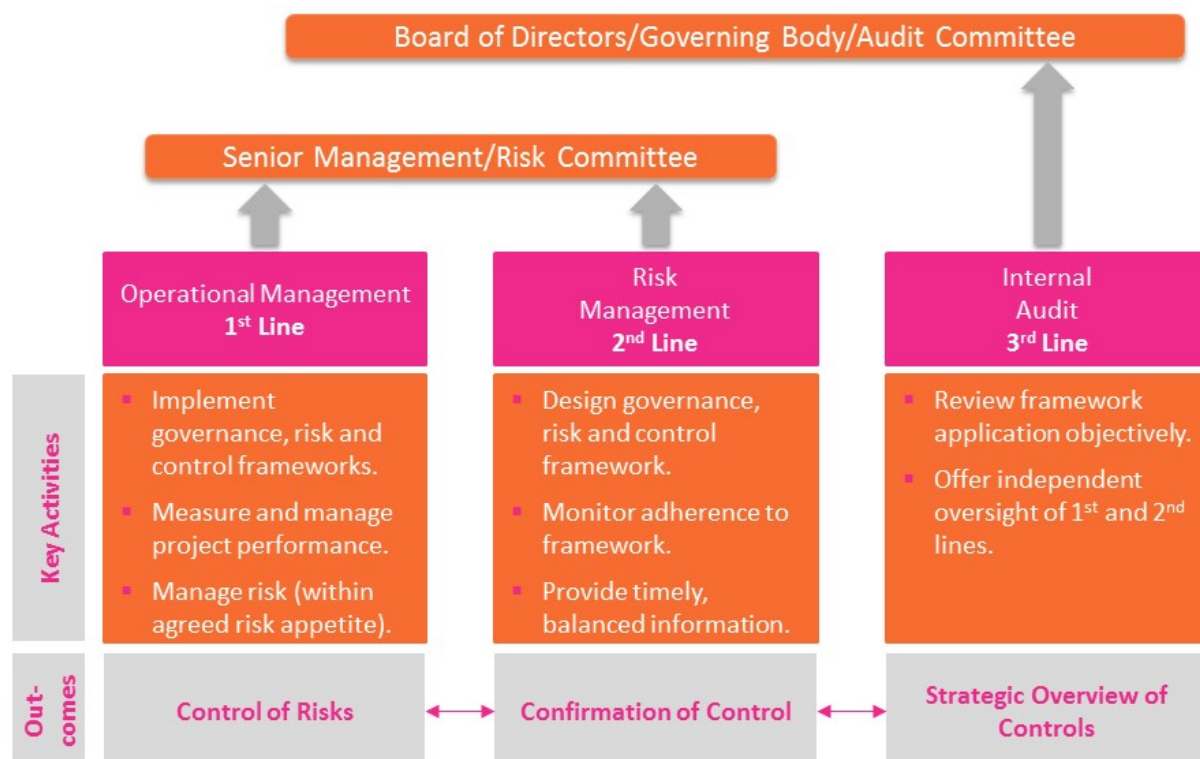 Board of Directors/Governing Body/Audit Committee
Senior Management/Risk Committee
Operational Management
1st Line
Risk
Management
2nd Line
Internal
Audit
3rd Line
Key Activities
▪ Implement
governance, risk and
control frameworks.
▪ Measure and manage
project performance.
▪ Manage risk (within
agreed risk appetite).
▪ Design governance,
risk and control
framework.
▪ Monitor adherence to
framework.
▪ Provide timely,
balanced information.
▪ Review framework
application objectively.
▪ Offer independent
oversight of 1st and 2nd
lines.
Out-
comes
Control of Risks
Confirmation of Control
Strategic Overview of
Controls